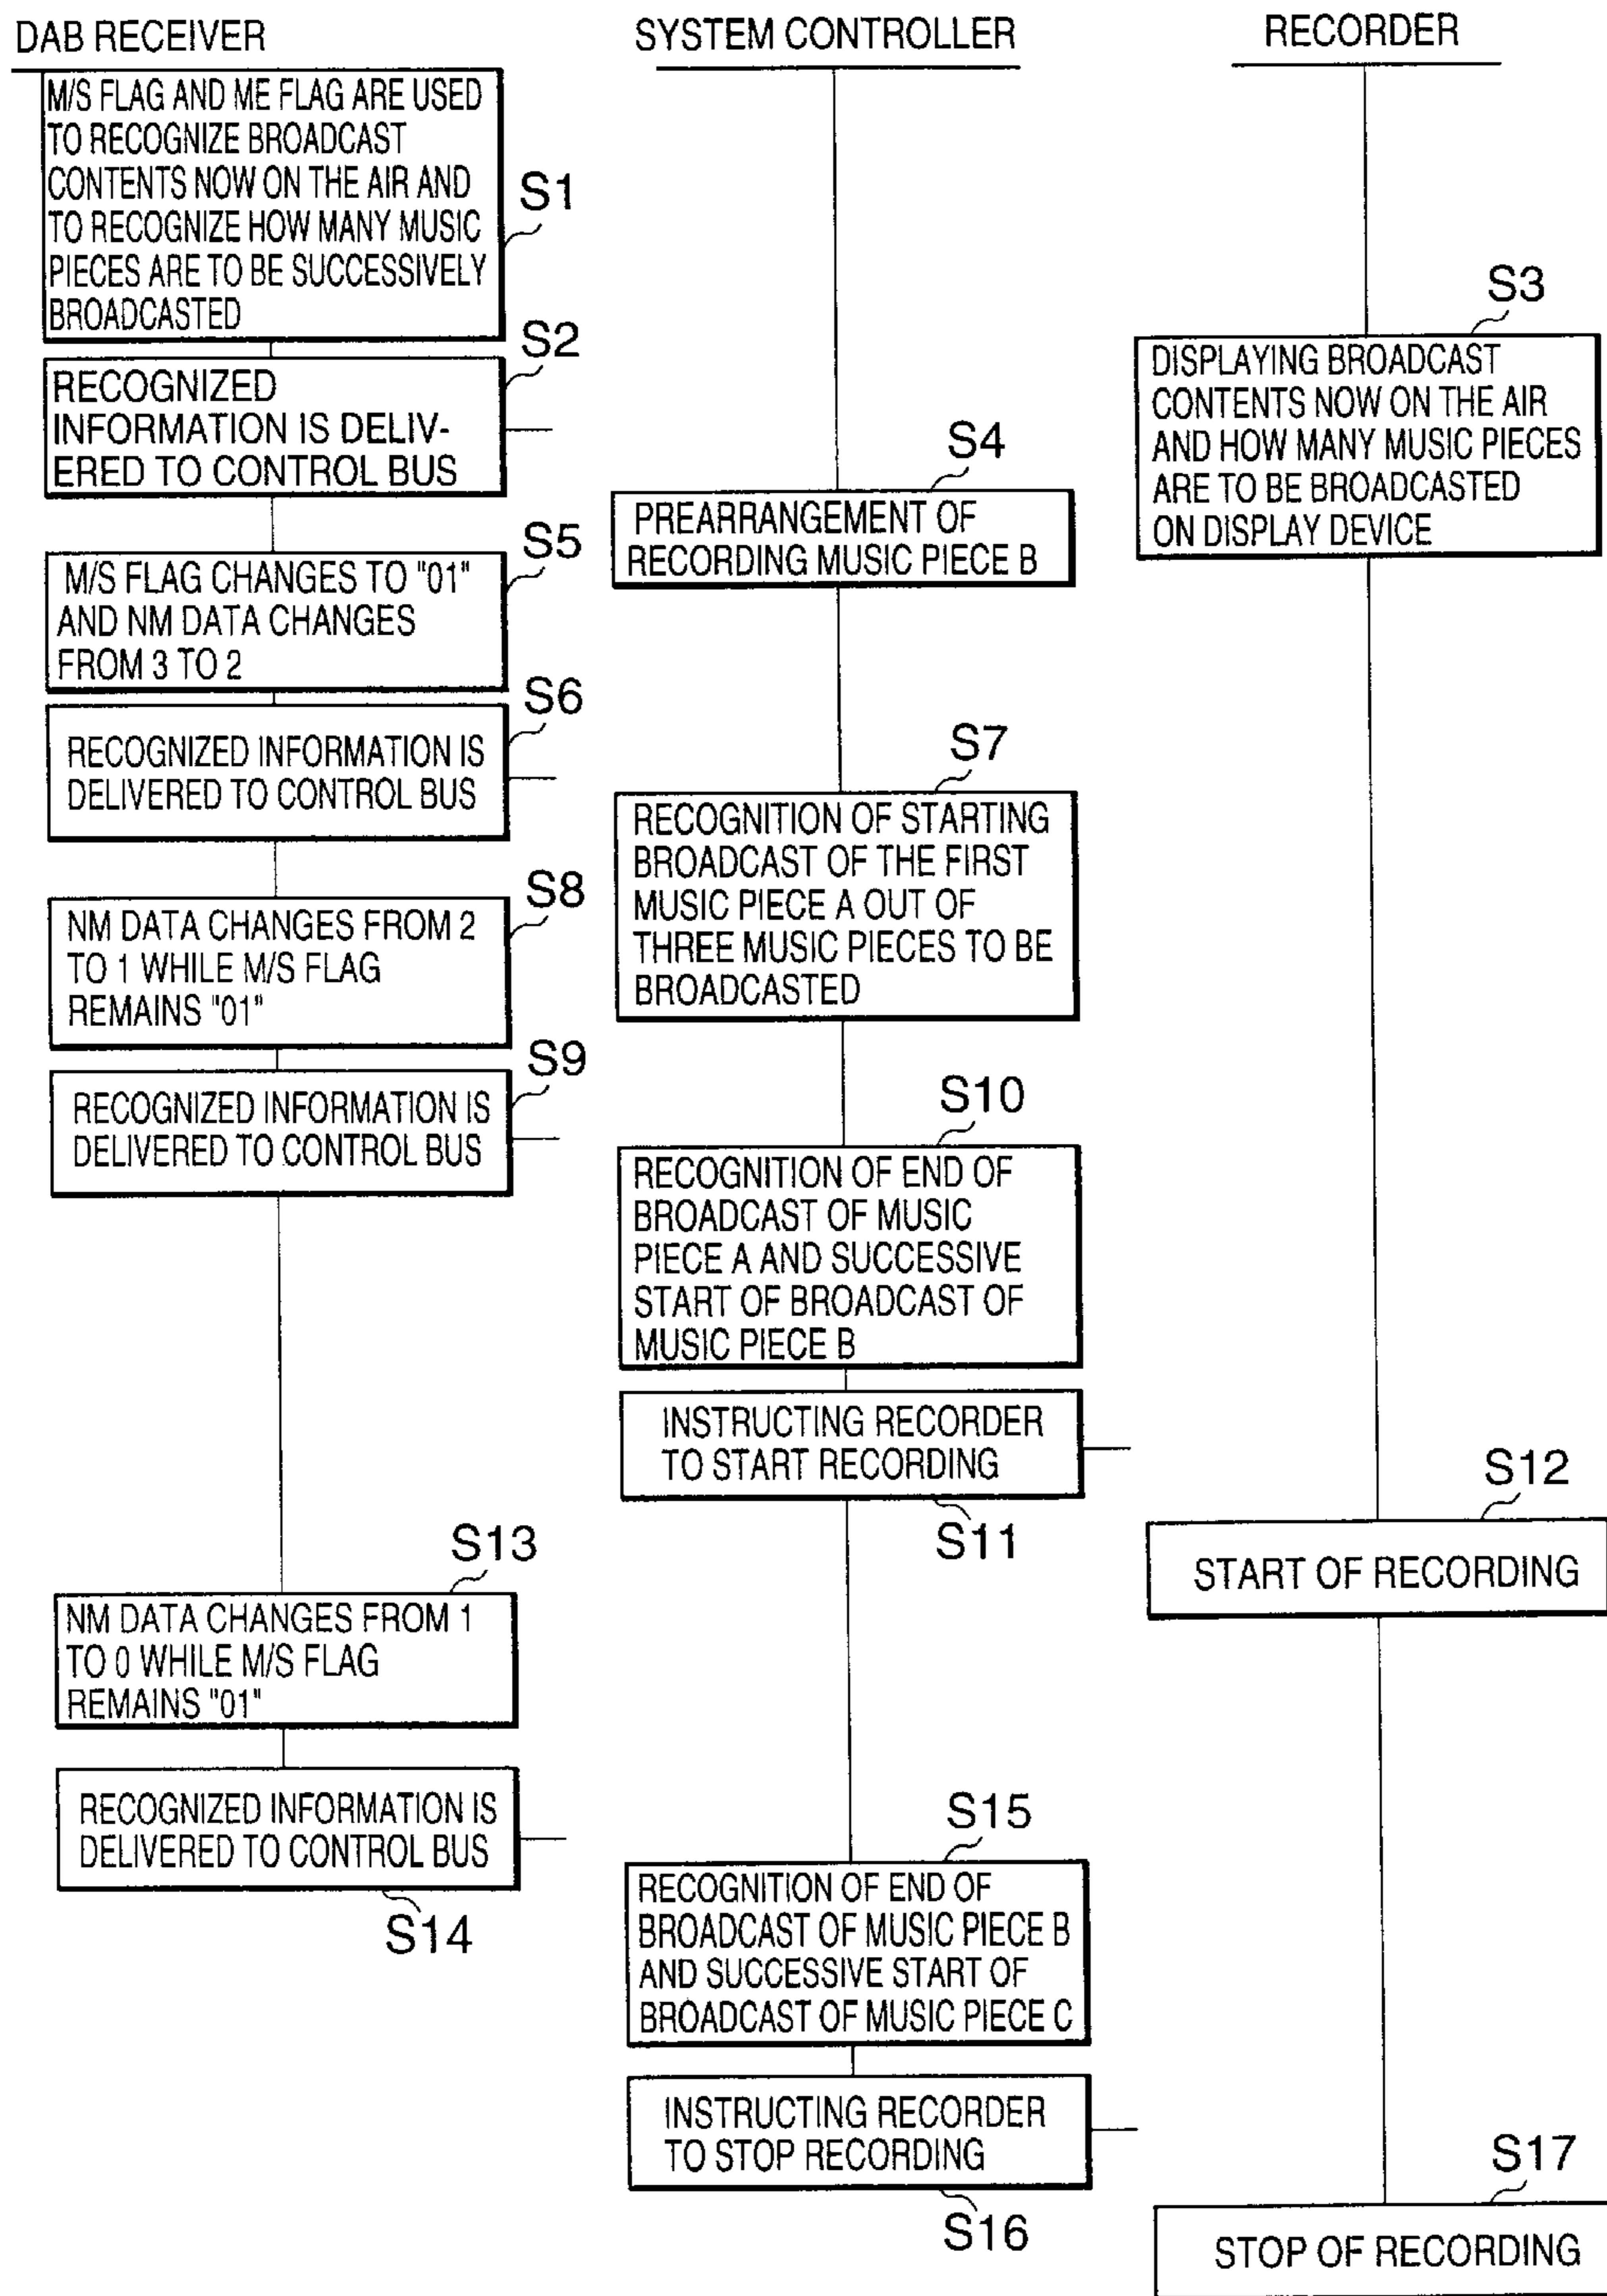 DAB RECEIVER
SYSTEM CONTROLLER
RECORDER
M/S FLAG AND ME FLAG ARE USED
TO RECOGNIZE BROADCAST
CONTENTS NOW ON THE AIR AND
TO RECOGNIZE HOW MANY MUSIC
PIECES ARE TO BE SUCCESSIVELY
BROADCASTED
S1
S2
RECOGNIZED
INFORMATION IS DELIV-
ERED TO CONTROL BUS
S3
DISPLAYING BROADCAST
CONTENTS NOW ON THE AIR
AND HOW MANY MUSIC PIECES
ARE TO BE BROADCASTED
ON DISPLAY DEVICE
S4
PREARRANGEMENT OF
RECORDING MUSIC PIECE B
S5
M/S FLAG CHANGES TO "01"
AND NM DATA CHANGES
FROM 3 TO 2
S6
RECOGNIZED INFORMATION IS
DELIVERED TO CONTROL BUS
S7
RECOGNITION OF STARTING
BROADCAST OF THE FIRST
MUSIC PIECE A OUT OF
THREE MUSIC PIECES TO BE
BROADCASTED
S8
NM DATA CHANGES FROM 2
TO 1 WHILE M/S FLAG
REMAINS "01"
S9
RECOGNIZED INFORMATION IS
DELIVERED TO CONTROL BUS
S10
RECOGNITION OF END OF
BROADCAST OF MUSIC
PIECE A AND SUCCESSIVE
START OF BROADCAST OF
MUSIC PIECE B
INSTRUCTING RECORDER
TO START RECORDING
S11
S12
START OF RECORDING
S13
NM DATA CHANGES FROM 1
TO 0 WHILE M/S FLAG
REMAINS "01"
RECOGNIZED INFORMATION IS
DELIVERED TO CONTROL BUS
S14
S15
RECOGNITION OF END OF
BROADCAST OF MUSIC PIECE B
AND SUCCESSIVE START OF
BROADCAST OF MUSIC PIECE C
INSTRUCTING RECORDER
TO STOP RECORDING
S16
S17
STOP OF RECORDING